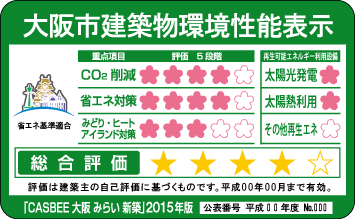 大阪市建築物環境性能表示
重点項目 評価 5段階 再生可能エネルギー利用設備
CO2削減 太陽光発電
省エネ対策 太陽熱利用
みどり・ヒートアイランド対策 その他再生エネ
省エネ基準適合
総合評価
評価は建築主の自己評価に基づくものです。平成00年00月まで有効。
「CASBEE 大阪 みらい 新築」2015年版 公表番号 平成00年度 No.000